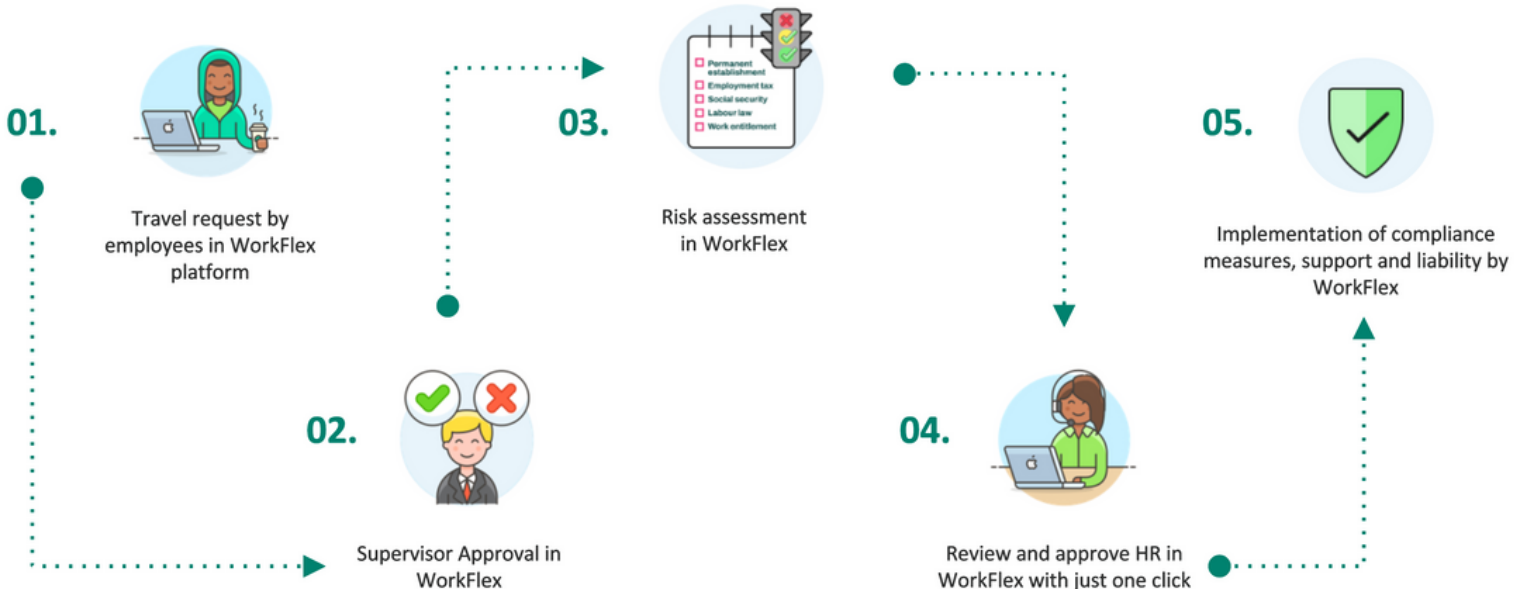 01.
Travel request by
employees in WorkFlex
platform
02.
Supervisor Approval in
WorkFlex
03.
Permanent
establishment
Employment tax
Social security
Labour law
Work entitlement
Risk assessment
in WorkFlex
04.
Review and approve HR in
WorkFlex with just one click
05.
Implementation of compliance
measures, support and liability by
WorkFlex